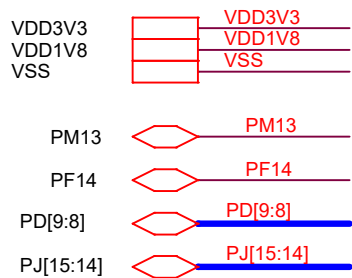 VDD3V3 VDD3V3
VDD1V8 VDD1V8
VSS VSS
PM13 PM13
PF14 PF14
PD[9:8] PD[9:8]
PJ[15:14] PJ[15:14]